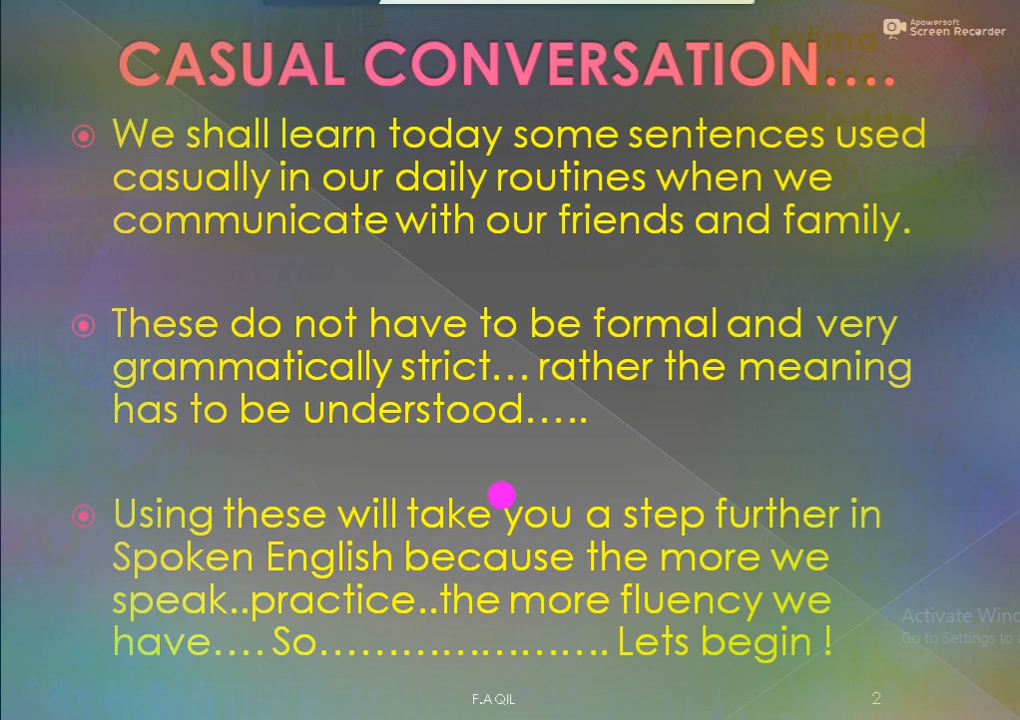 Apowersoft
Screen Recorder
CASUAL CONVERSATION....
We shall learn today some sentences used
casually in our daily routines when we
communicate with our friends and family.
These do not have to be formal and very
grammatically strict... rather the meaning
has to be understood.....
Using these will take you a step further in
Spoken English because the more we
speak..practice..the more fluency we
have.... So..................... Lets begin !
Activate Wind
Go to Settings to
F.AQIL
2